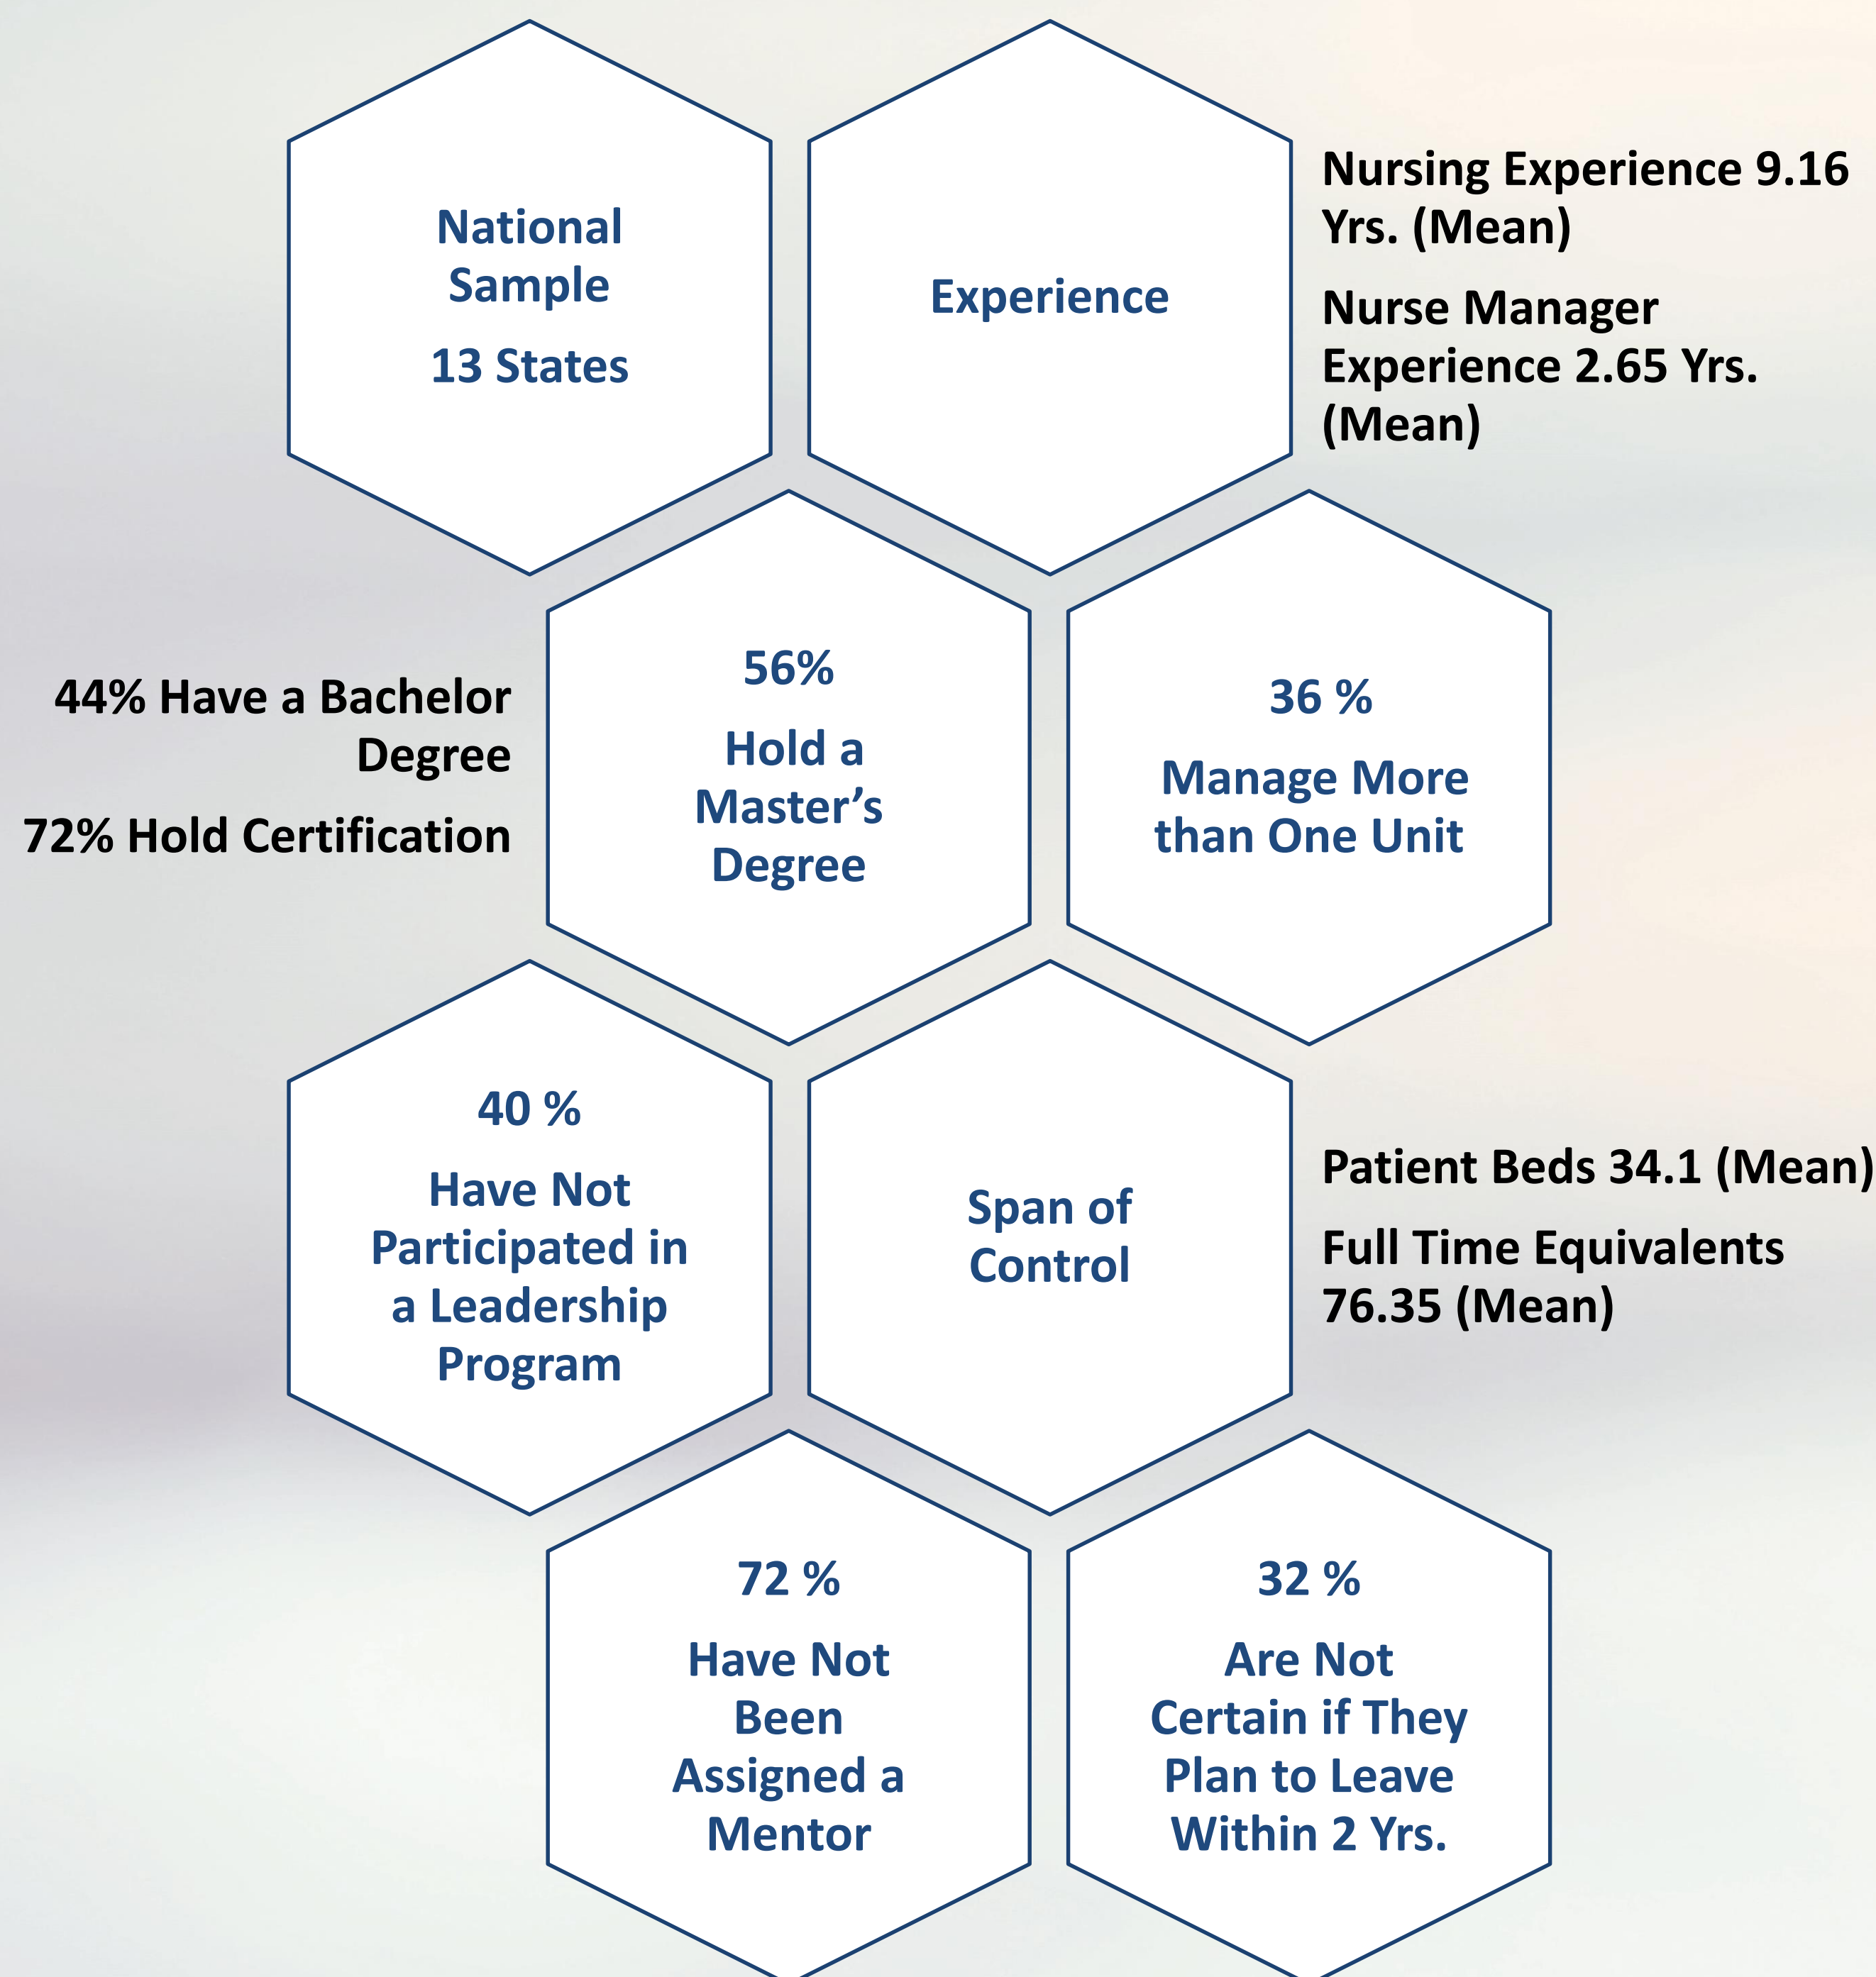 National
Sample
13 States
Experience
Nursing Experience 9.16
Yrs. (Mean)
Nurse Manager
Experience 2.65 Yrs.
(Mean)
44% Have a Bachelor
Degree
72% Hold Certification
56%
Hold a
Master’s
Degree
36 %
Manage More
than One Unit
40 %
Have Not
Participated in
a Leadership
Program
Span of
Control
Patient Beds 34.1 (Mean)
Full Time Equivalents
76.35 (Mean)
72 %
Have Not
Been
Assigned a
Mentor
32 %
Are Not
Certain if They
Plan to Leave
Within 2 Yrs.